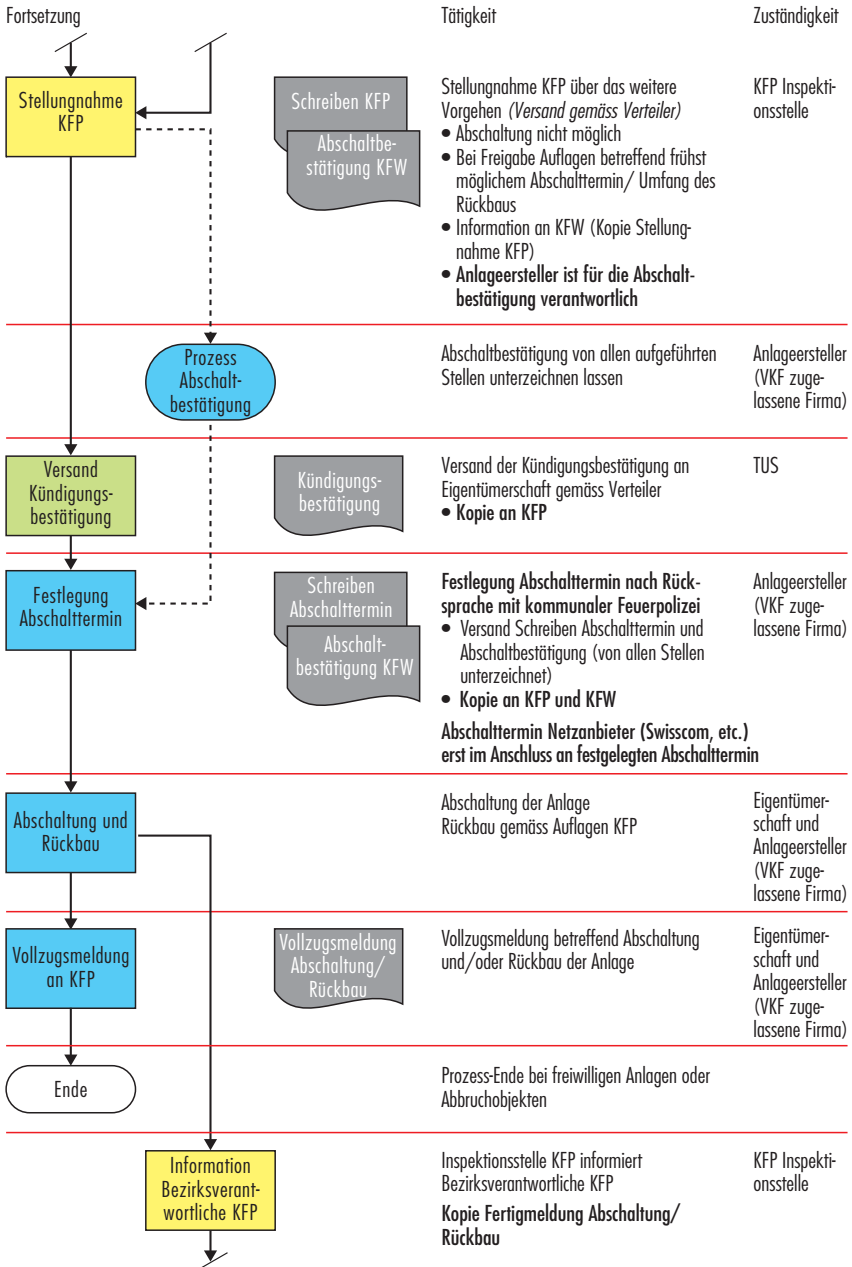 Fortsetzung
Tätigkeit
Zuständigkeit
Stellungnahme
KFP
Schreiben KFP
Abschaltbe-
stätigung KFW
Stellungnahme KFP über das weitere
Vorgehen (Versand gemäss Verteiler)
• Abschaltung nicht möglich
• Bei Freigabe Auflagen betreffend frühst
möglichem Abschalttermin/ Umfang des
Rückbaus
• Information an KFW (Kopie Stellung-
nahme KFP)
• Anlageersteller ist für die Abschalt-
bestätigung verantwortlich
KFP Inspekti-
onsstelle
Prozess
Abschalt-
bestätigung
Abschaltbestätigung von allen aufgeführten
Stellen unterzeichnen lassen
Anlageersteller
(VKF zuge-
lassene Firma)
Versand
Kündigungs-
bestätigung
Kündigungs-
bestätigung
Versand der Kündigungsbestätigung an
Eigentümerschaft gemäss Verteiler
• Kopie an KFP
TUS
Festlegung
Abschalttermin
Schreiben
Abschalttermin
Abschalt-
bestätigung KFW
Festlegung Abschalttermin nach Rück-
sprache mit kommunaler Feuerpolizei
• Versand Schreiben Abschalttermin und
Abschaltbestätigung (von allen Stellen
unterzeichnet)
• Kopie an KFP und KFW
Abschalttermin Netzanbieter (Swisscom, etc.)
erst im Anschluss an festgelegten Abschalttermin
Anlageersteller
(VKF zuge-
lassene Firma)
Abschaltung und
Rückbau
Abschaltung der Anlage
Rückbau gemäss Auflagen KFP
Eigentümer-
schaft und
Anlageersteller
(VKF zuge-
lassene Firma)
Vollzugsmeldung
an KFP
Vollzugsmeldung
Abschaltung/
Rückbau
Vollzugsmeldung betreffend Abschaltung
und/oder Rückbau der Anlage
Eigentümer-
schaft und
Anlageersteller
(VKF zuge-
lassene Firma)
Ende
Prozess-Ende bei freiwilligen Anlagen oder
Abbruchobjekten
Information
Bezirksverant-
wortliche KFP
Inspektionsstelle KFP informiert
Bezirksverantwortliche KFP
Kopie Fertigmeldung Abschaltung/
Rückbau
KFP Inspekti-
onsstelle